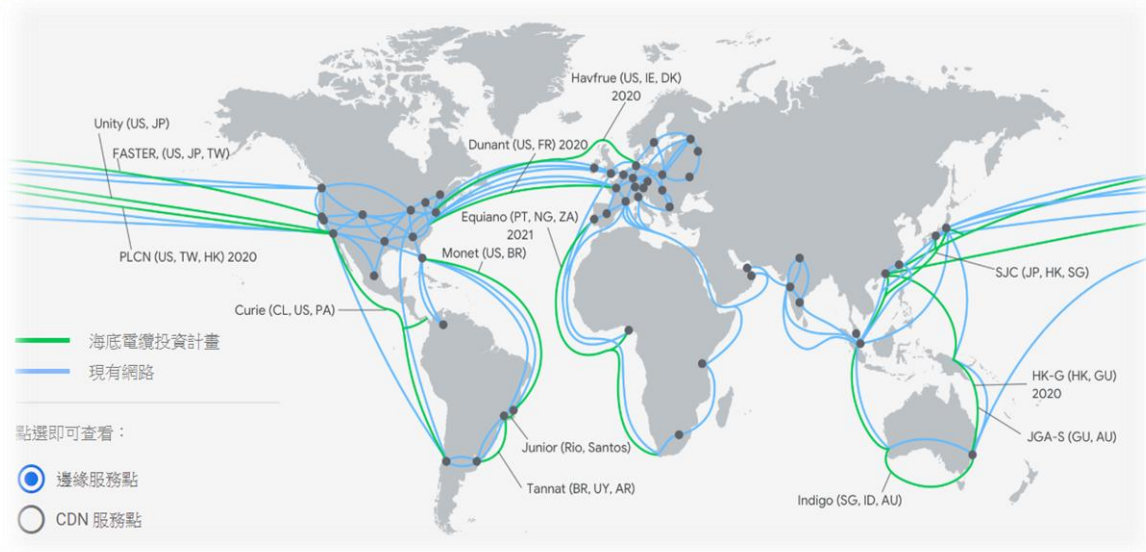 Havfrue (US, IE, DK)
2020
Unity (US, JP)
FASTER, (US, JP, TW)
Dunant (US, FR) 2020
Equiano (PT, NG, ZA)
2021
PLCN (US, TW, HK) 2020
Monet (US, BR)
SJC (JP, HK, SG)
Curie (CL, US, PA)
海底電纜投資計畫
現有網路
HK-G (HK, GU)
2020
點選即可查看：
JGA-S (GU, AU)
Junior (Rio, Santos)
邊緣服務點
Tannat (BR, UY, AR)
Indigo (SG, ID, AU)
CDN 服務點